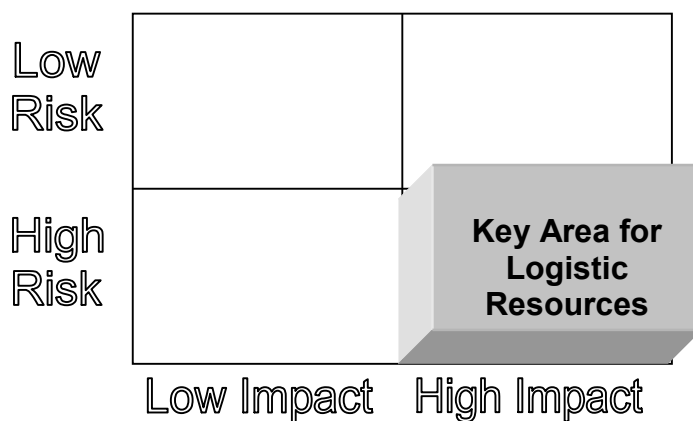 Low
Risk
High
Risk
Key Area for
Logistic
Resources
Low Impact
High Impact